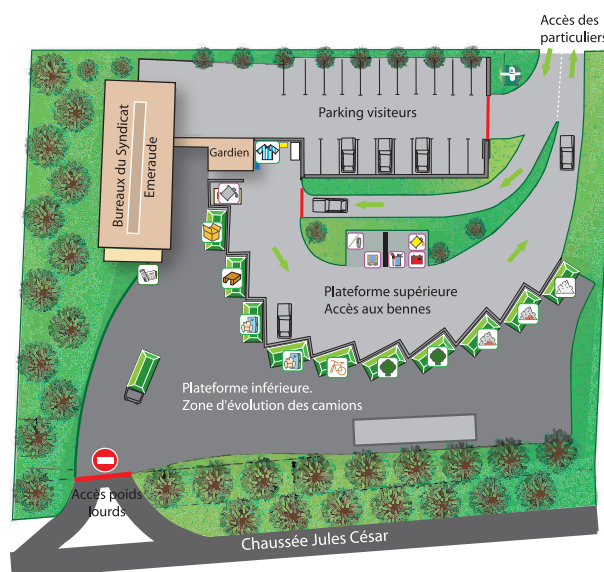 Accès des
particuliers
Parking visiteurs
Bureaux du Syndicat
Emeraude
Gardien
Plateforme supérieure
Accès aux bennes
Plateforme inférieure.
Zone d'évolution des camions
Accès poids
lourds
Chaussée Jules César